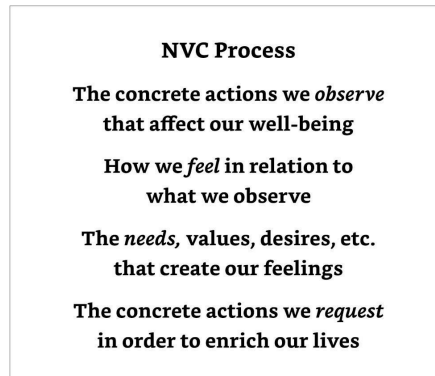 NVC Process
The concrete actions we observe
that affect our well-being
How we feel in relation to
what we observe
The needs, values, desires, etc.
that create our feelings
The concrete actions we request
in order to enrich our lives